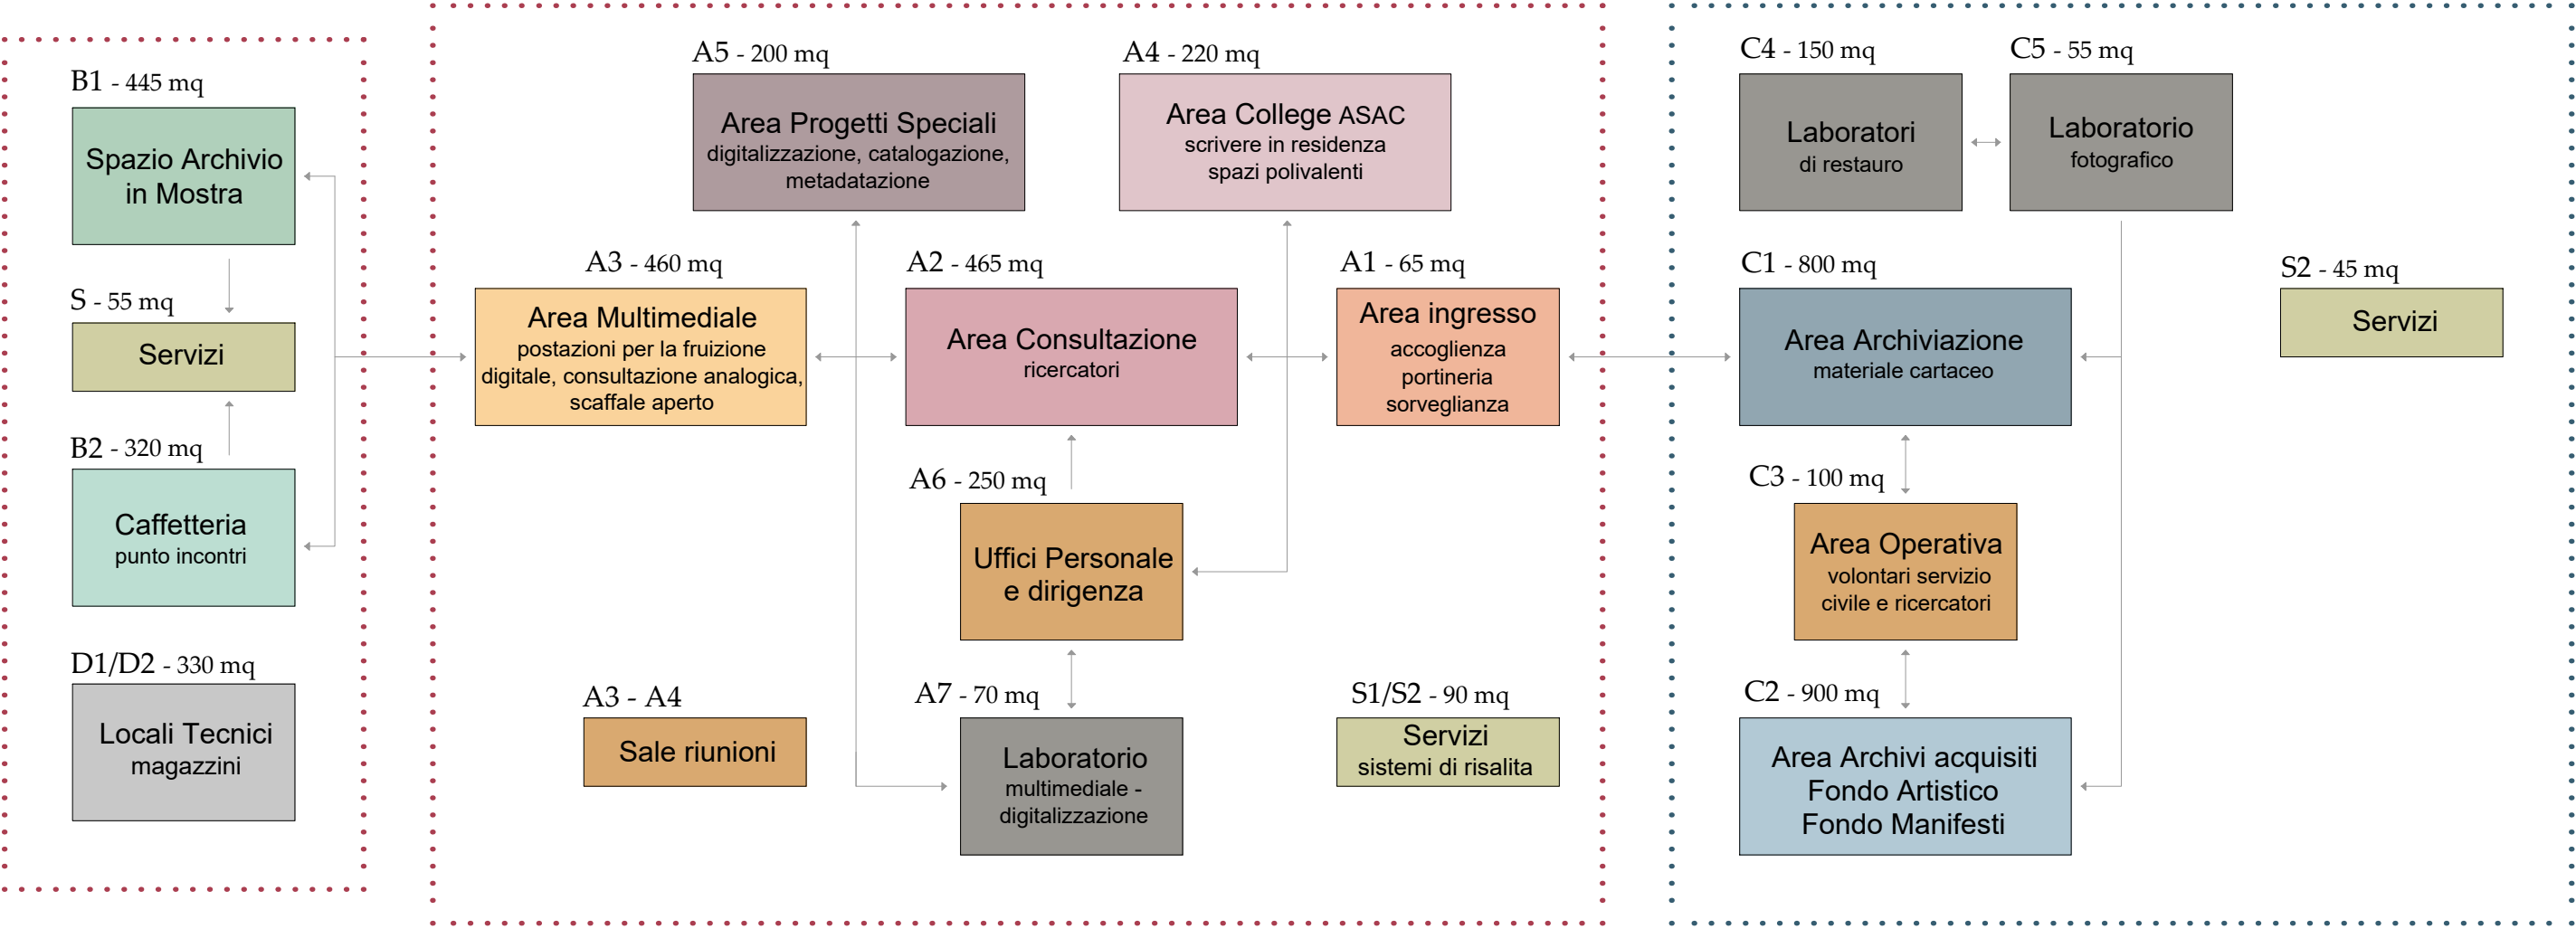 B1 - 445 mq
Spazio Archivio
in Mostra
S - 55 mq
Servizi
B2 - 320 mq
Caffetteria
punto incontri
D1/D2 - 330 mq
Locali Tecnici
magazzini
A5 - 200 mq
Area Progetti Speciali
digitalizzazione, catalogazione,
metadatazione
A4 - 220 mq
Area College ASAC
scrivere in residenza
spazi polivalenti
A3 - 460 mq
Area Multimediale
postazioni per la fruizione
digitale, consultazione analogica,
scaffale aperto
A2 - 465 mq
Area Consultazione
ricercatori
A1 - 65 mq
Area ingresso
accoglienza
portineria
sorveglianza
A6 - 250 mq
Uffici Personale
e dirigenza
A3 - A4
Sale riunioni
A7 - 70 mq
Laboratorio
multimediale -
digitalizzazione
S1/S2 - 90 mq
Servizi
sistemi di risalita
C4 - 150 mq
Laboratori
di restauro
C5 - 55 mq
Laboratorio
fotografico
C1 - 800 mq
Area Archiviazione
materiale cartaceo
S2 - 45 mq
Servizi
C3 - 100 mq
Area Operativa
volontari servizio
civile e ricercatori
C2 - 900 mq
Area Archivi acquisiti
Fondo Artistico
Fondo Manifesti